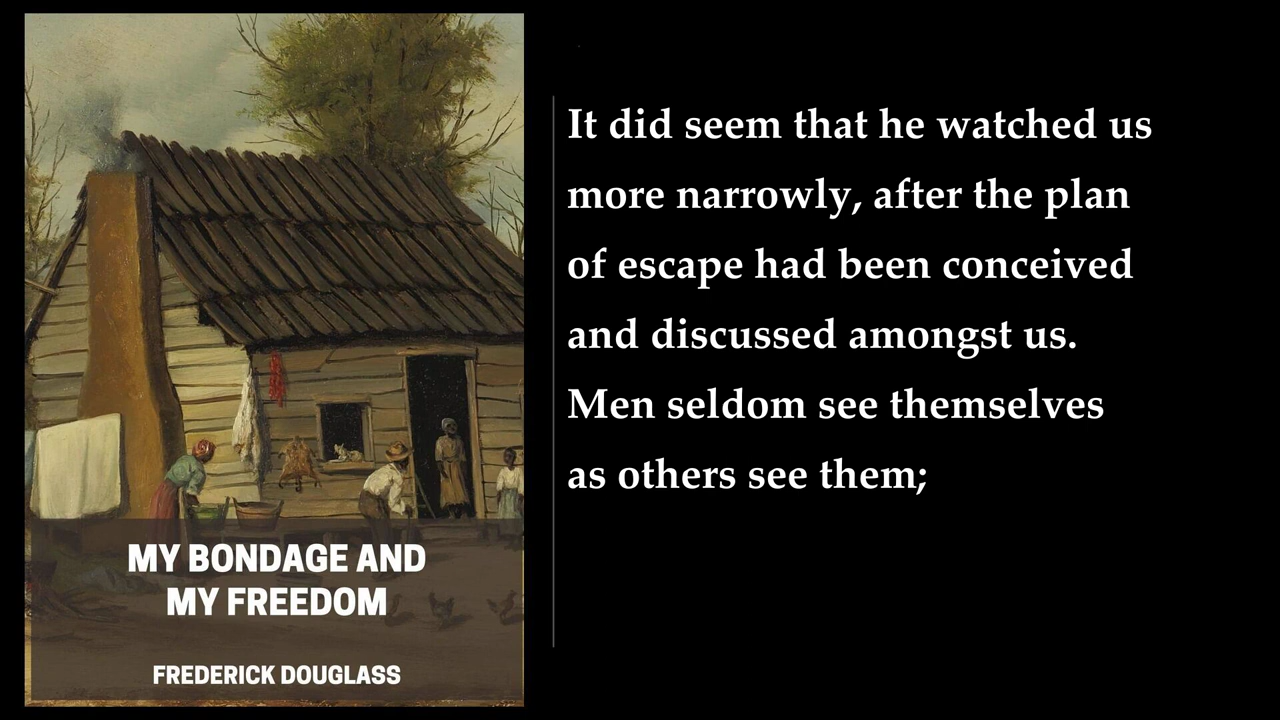 It did seem that he watched us
more narrowly, after the plan
of escape had been conceived
and discussed amongst us.
Men seldom see themselves
as others see them;
MY BONDAGE AND
MY FREEDOM
FREDERICK DOUGLASS